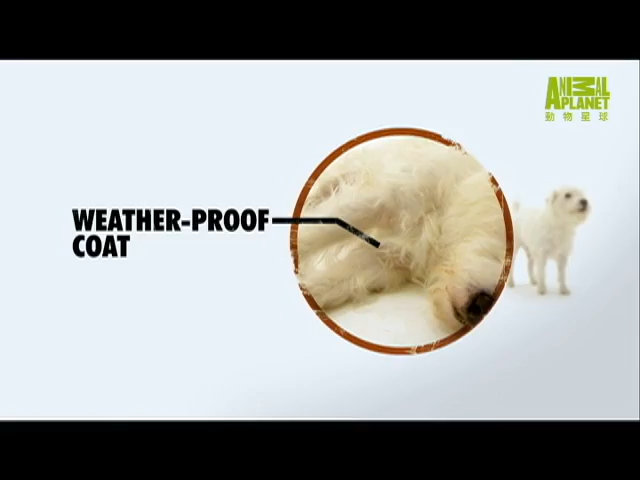 ANIMAL
PLANET
動物星球
WEATHER-PROOF
COAT